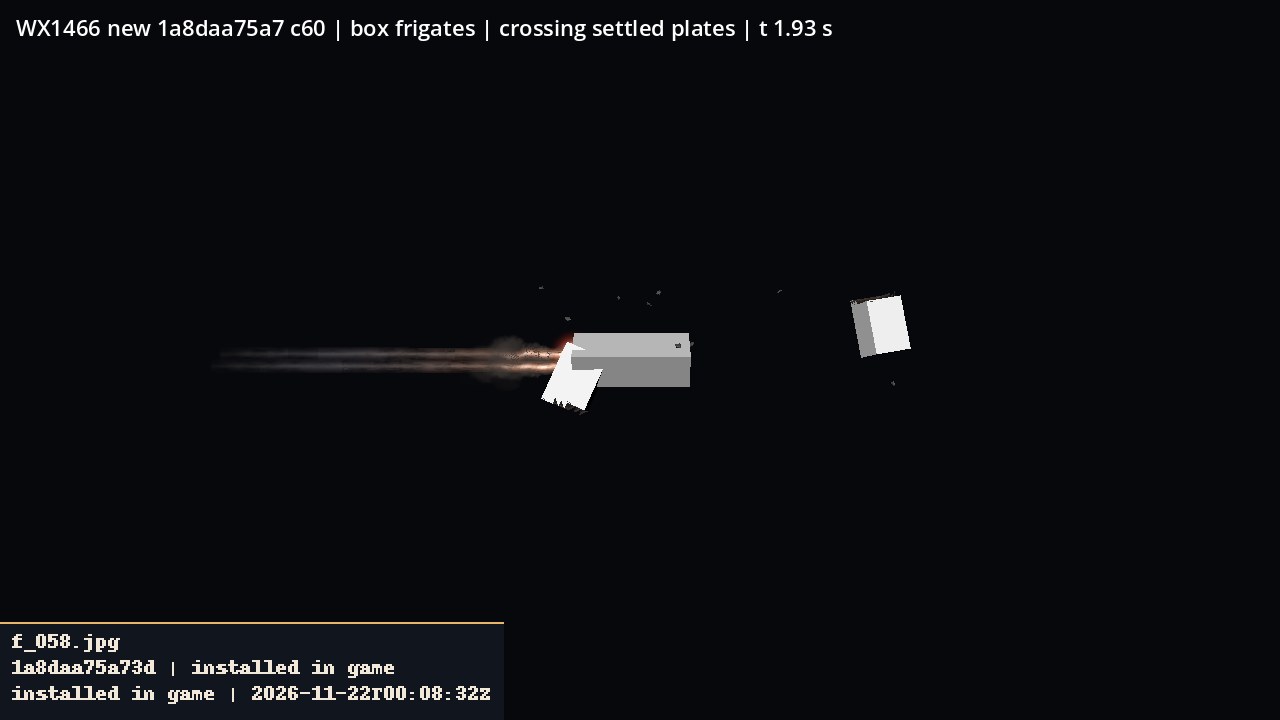 WX1466 new 1a8daa75a7 c60 | box frigates | crossing settled plates | t 1.93 s
f_058.jpg
1a8daa75a73d | installed in game
installed in game | 2026-11-22T00:08:32Z